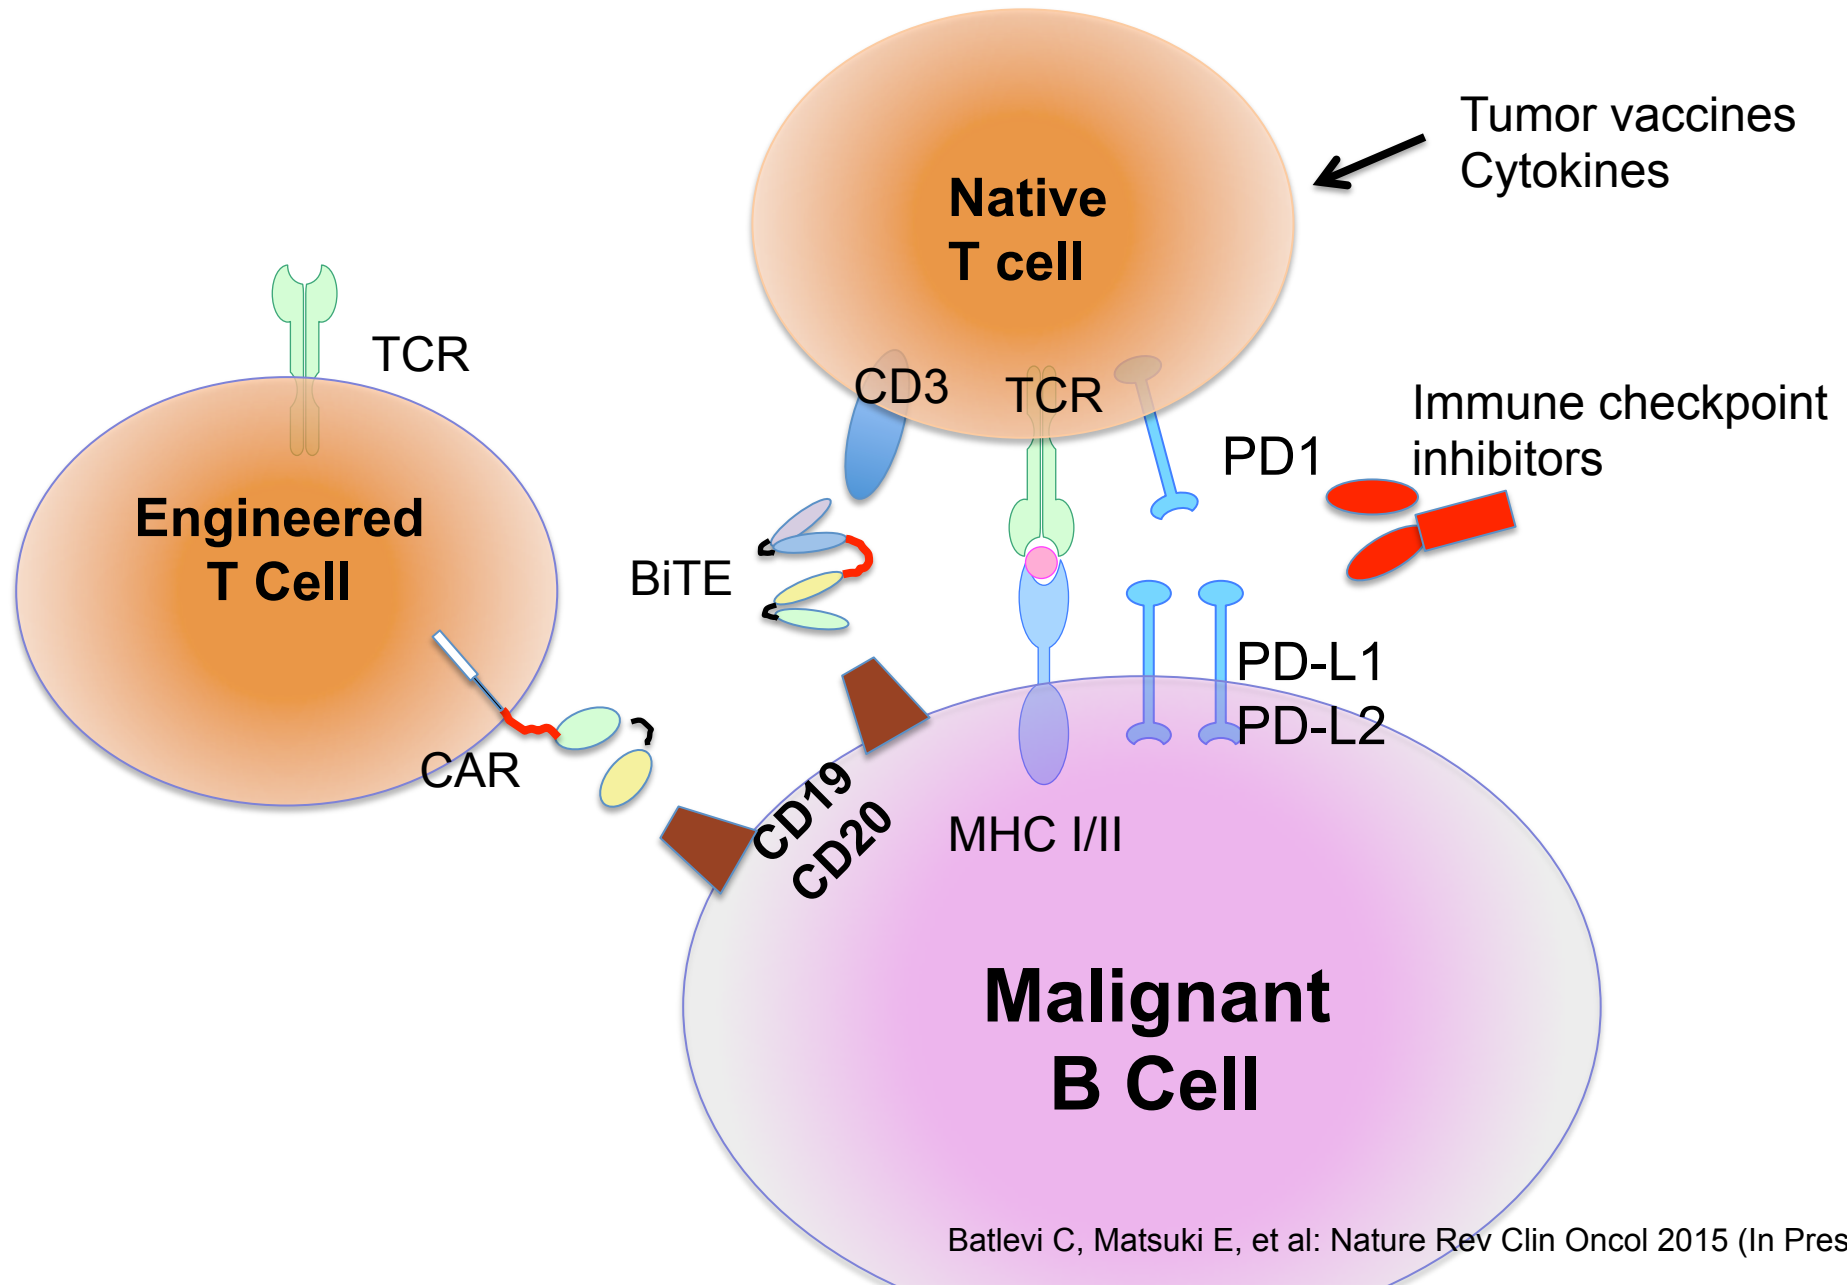 Tumor vaccines
Cytokines
Native
T cell
TCR
CD3
TCR
Immune checkpoint
inhibitors
PD1
Engineered
T Cell
BiTE
PD-L1
PD-L2
CAR
CD19
CD20
MHC I/II
Malignant
B Cell
Batlevi C, Matsuki E, et al: Nature Rev Clin Oncol 2015 (In Pres